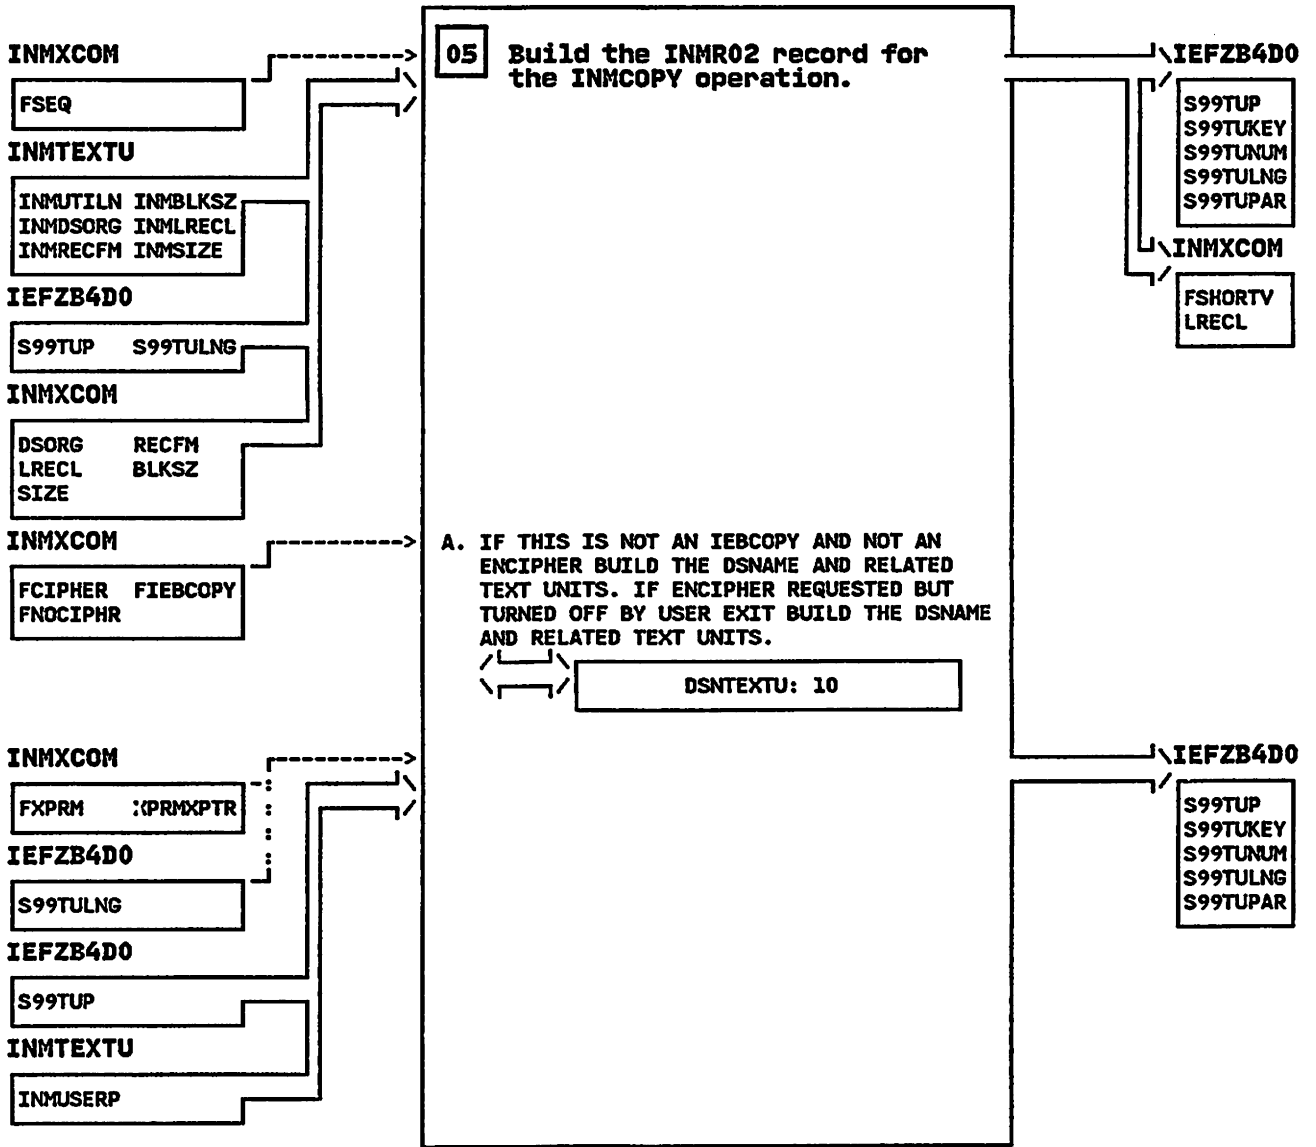 INMXCOM
FSEQ
INMTEXTU
INMUTILN INMBLKSZ
INMDSORG INMLRECL
INMRECFM INMSIZE
IEFZB4D0
S99TUP S99TULNG
INMXCOM
DSORG RECFM
LRECL BLKSZ
SIZE
INMXCOM
FCIPHER FIEBCOPY
FNOCIPHR
INMXCOM
FXPRM XPRMXPTR
IEFZB4D0
S99TULNG
IEFZB4D0
S99TUP
INMTEXTU
INMUSERP
05 Build the INMR02 record for
the INMCOPY operation.
A. IF THIS IS NOT AN IEBCOPY AND NOT AN
ENCIPHER BUILD THE DSNAME AND RELATED
TEXT UNITS. IF ENCIPHER REQUESTED BUT
TURNED OFF BY USER EXIT BUILD THE DSNAME
AND RELATED TEXT UNITS.
DSNTEXTU: 10
IEFZB4D0
S99TUP
S99TUKEY
S99TUNUM
S99TULNG
S99TUPAR
INMXCOM
FSHORTV
LRECL
IEFZB4D0
S99TUP
S99TUKEY
S99TUNUM
S99TULNG
S99TUPAR